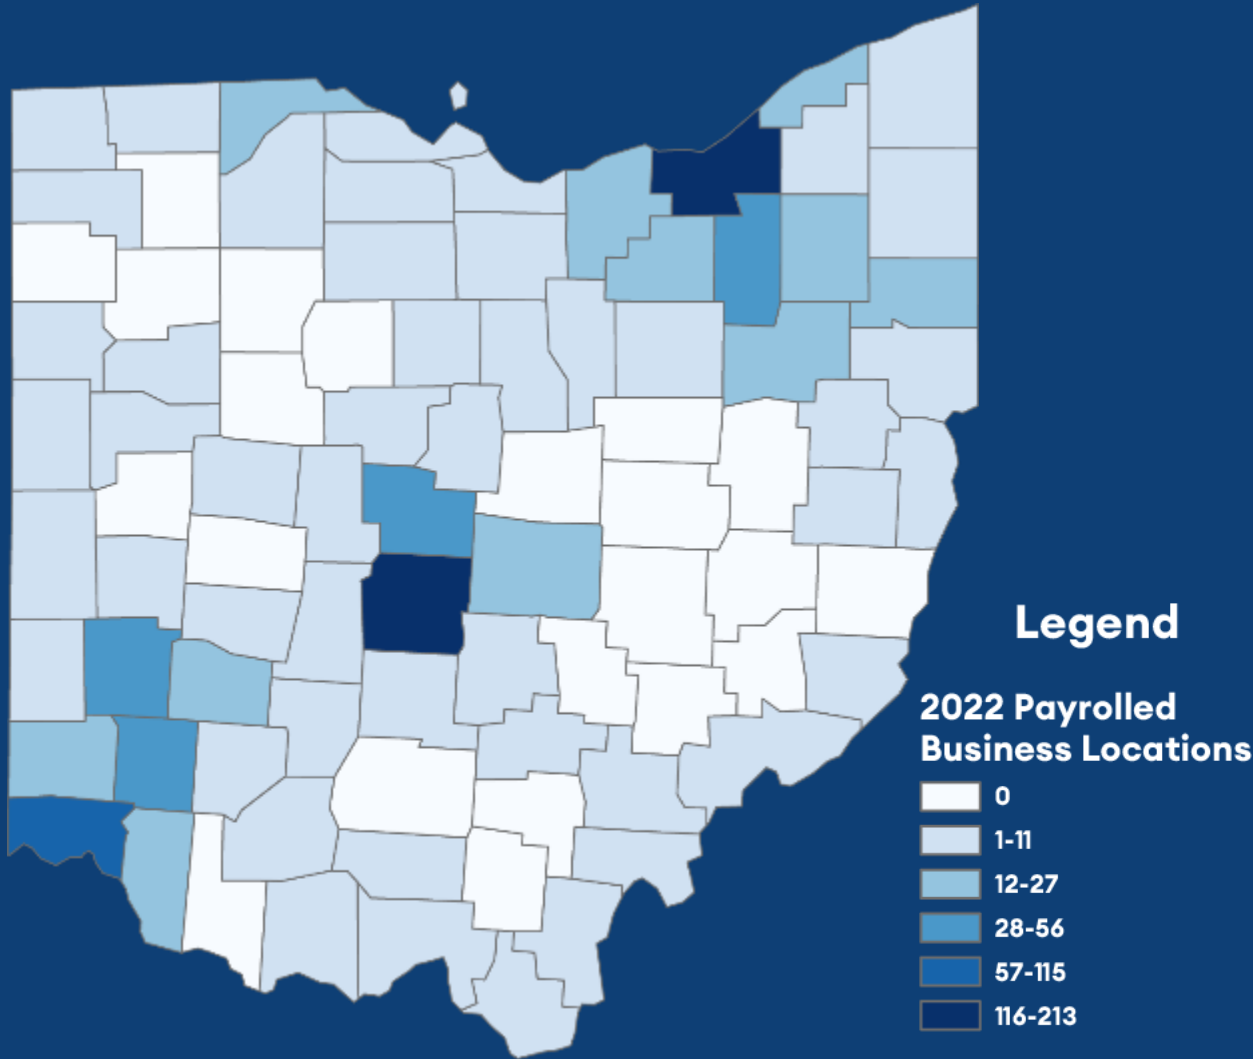 Legend
2022 Payrolled
Business Locations
0
1-11
12-27
28-56
57-115
116-213